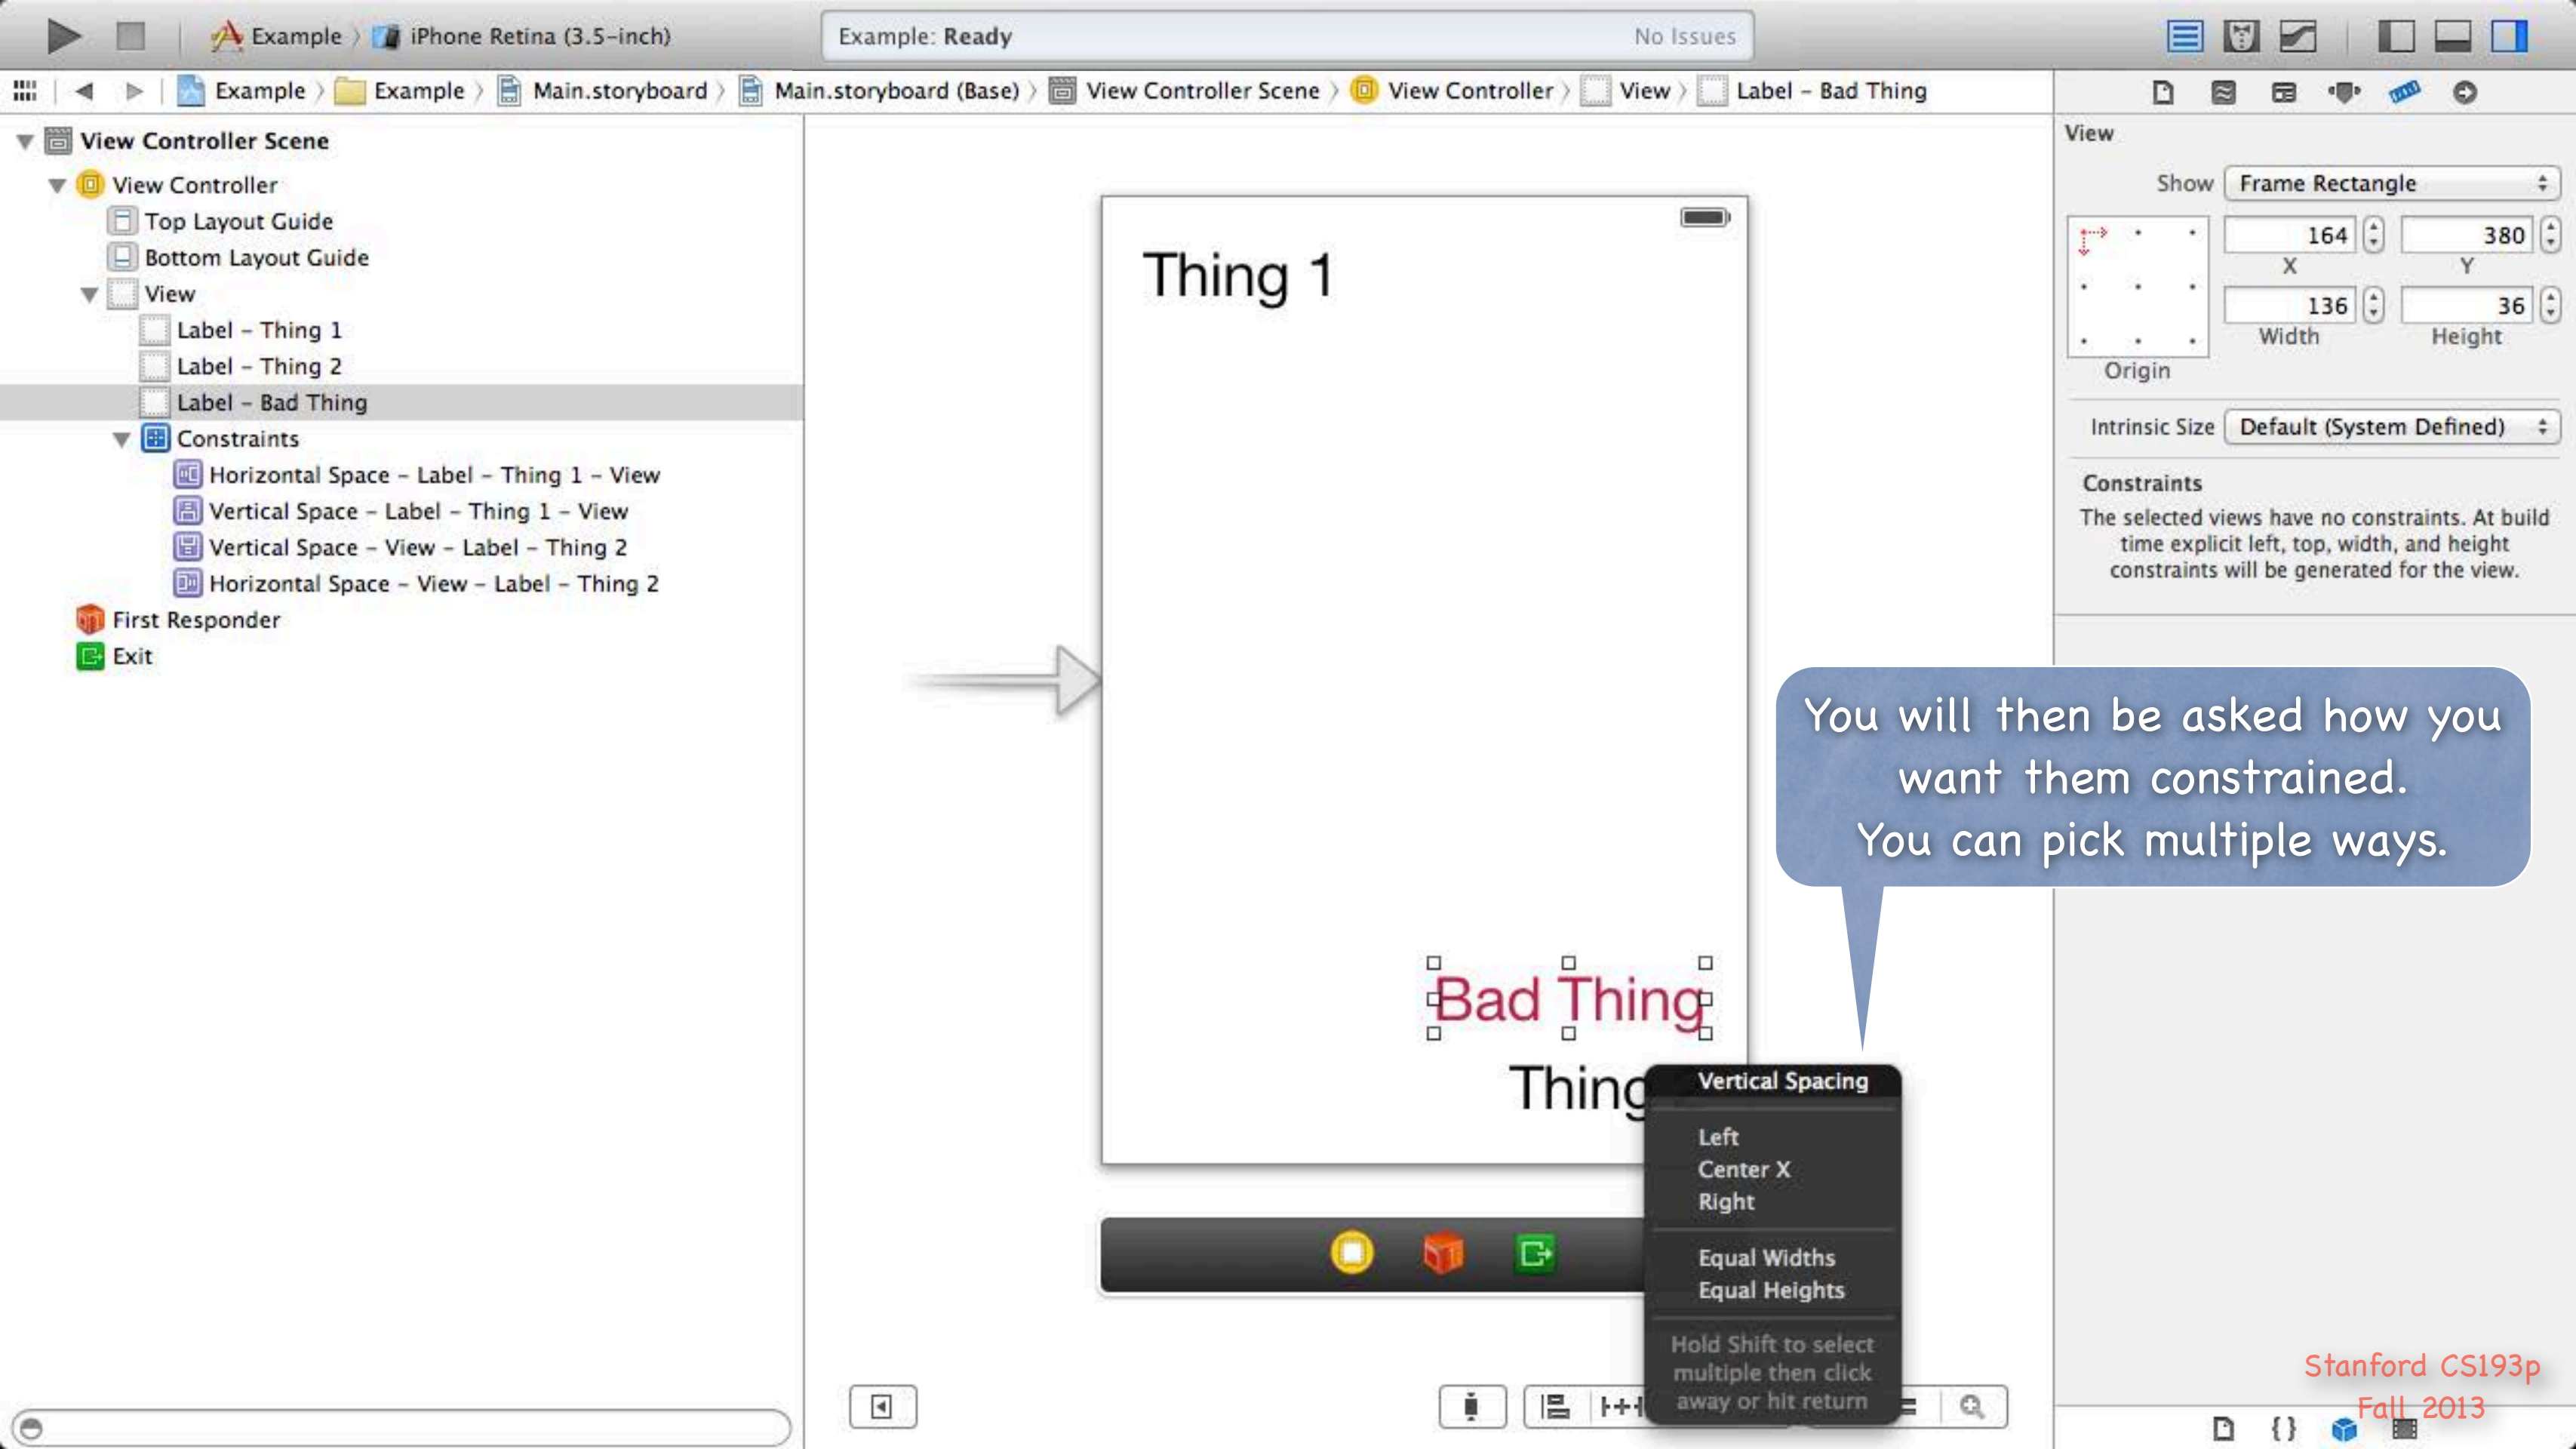 Example > iPhone Retina (3.5-inch)
Example: Ready
No Issues
Example > Example > Main.storyboard > Main.storyboard (Base) > View Controller Scene > View Controller > View > Label - Bad Thing
View Controller Scene
View Controller
Top Layout Guide
Bottom Layout Guide
View
Label - Thing 1
Label - Thing 2
Label - Bad Thing
Constraints
Horizontal Space - Label - Thing 1 - View
Vertical Space - Label - Thing 1 - View
Vertical Space - View - Label - Thing 2
Horizontal Space - View - Label - Thing 2
First Responder
Exit
Thing 1
Bad Thing
Thing
Vertical Spacing
Left
Center X
Right
Equal Widths
Equal Heights
Hold Shift to select
multiple then click
away or hit return
View
Show Frame Rectangle
164 380
X Y
136 36
Width Height
Origin
Intrinsic Size Default (System Defined)
Constraints
The selected views have no constraints. At build
time explicit left, top, width, and height
constraints will be generated for the view.
You will then be asked how you
want them constrained.
You can pick multiple ways.
Stanford CS193p
Fall 2013
{}